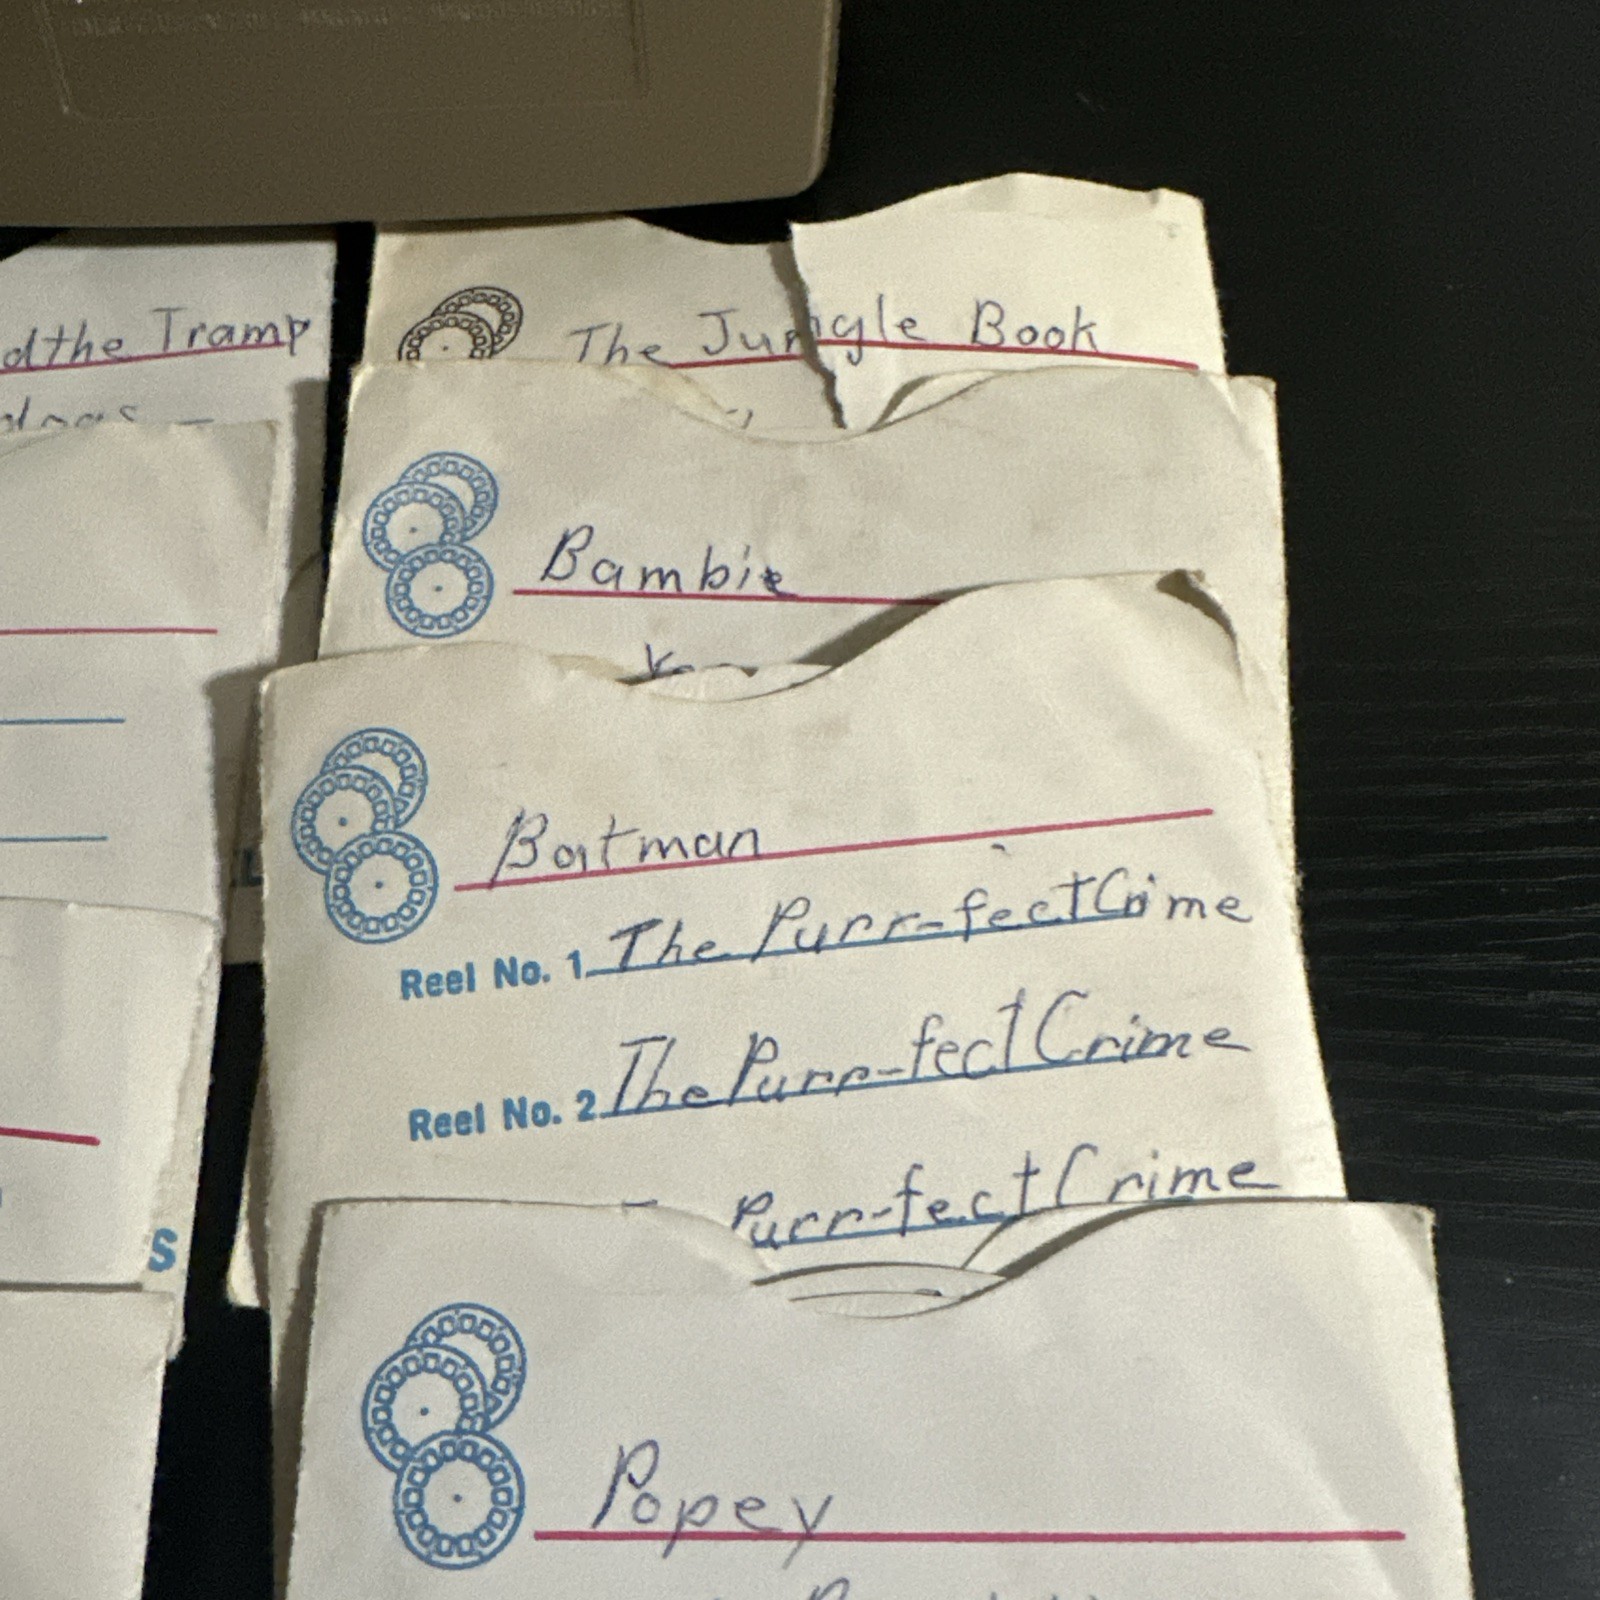 the Tramp
The Jungle Book
Bambie
Batman
Reel No. 1 The Purr-fect Crime
Reel No. 2 The Purr-fect Crime
Purr-fect Crime
S
Popey